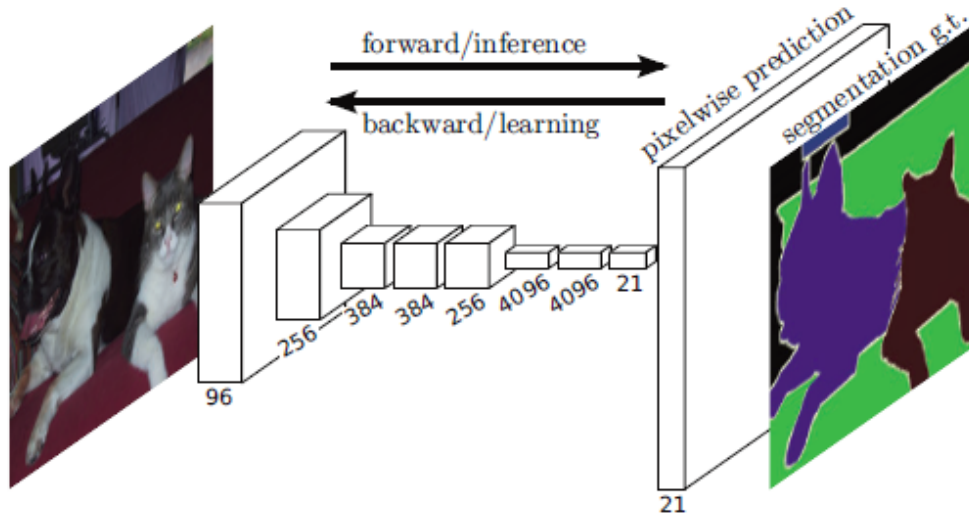 forward/inference
backward/learning
pixelwise prediction
segmentation g.t.
96
256
384
384
256
4096
4096
21
21